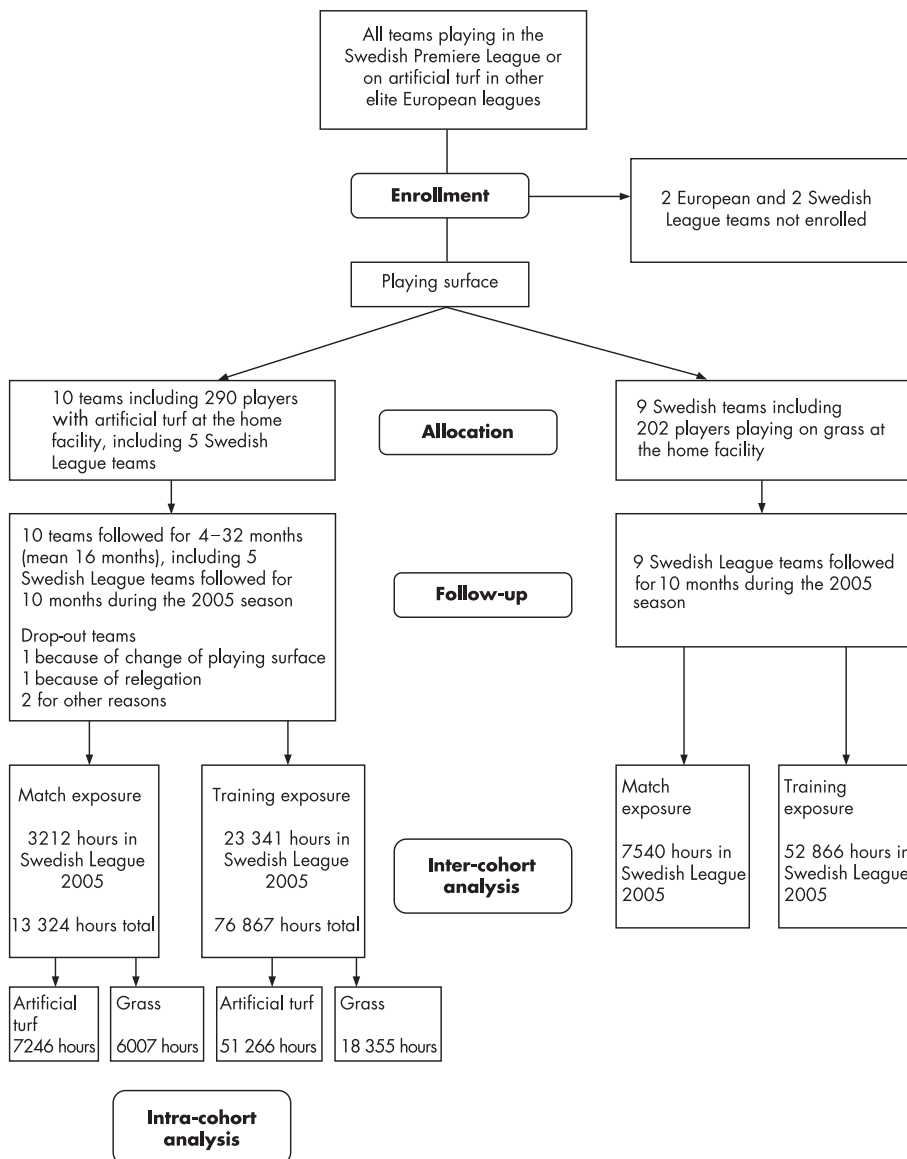 All teams playing in the
Swedish Premiere League or
on artificial turf in other
elite European leagues
Enrollment
2 European and 2 Swedish
League teams not enrolled
Playing surface
10 teams including 290 players
with artificial turf at the home
facility, including 5 Swedish
League teams
Allocation
9 Swedish teams including
202 players playing on grass at
the home facility
10 teams followed for 4–32 months
(mean 16 months), including 5
Swedish League teams followed for
10 months during the 2005 season
Drop-out teams
1 because of change of playing surface
1 because of relegation
2 for other reasons
Follow-up
9 Swedish League teams followed
for 10 months during the 2005
season
Match exposure
3212 hours in
Swedish League
2005
13 324 hours total
Training exposure
23 341 hours in
Swedish League
2005
76 867 hours total
Inter-cohort
analysis
Match
exposure
7540 hours in
Swedish League
2005
Training
exposure
52 866 hours in
Swedish League
2005
Artificial
turf
7246 hours
Grass
6007 hours
Artificial turf
51 266 hours
Grass
18 355 hours
Intra-cohort
analysis